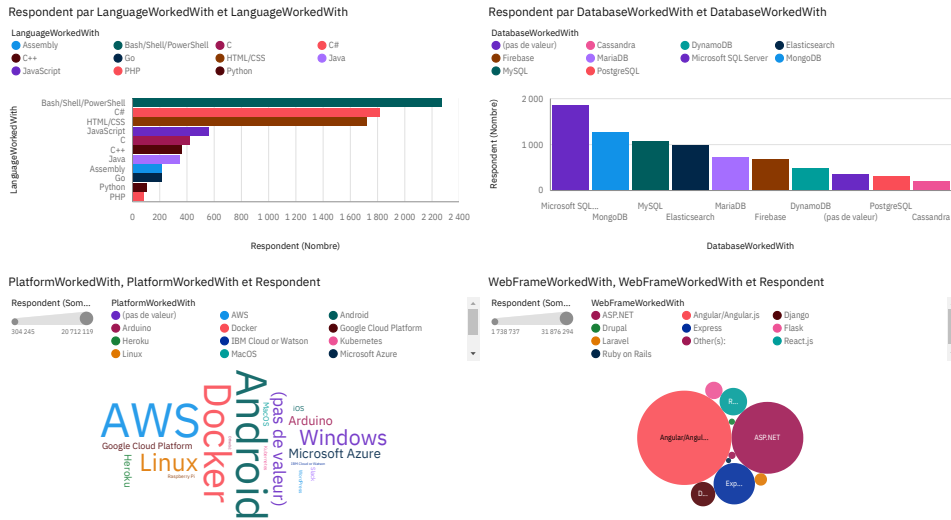 Respondent par LanguageWorkedWith et LanguageWorkedWith
LanguageWorkedWith
Assembly Bash/Shell/PowerShell C C#
C++ Go HTML/CSS Java
JavaScript PHP Python
LanguageWorkedWith
Bash/Shell/PowerShell
C#
HTML/CSS
JavaScript
C
C++
Java
Assembly
Go
Python
PHP
0 200 400 600 800 1 000 1 200 1 400 1 600 1 800 2 000 2 200 2 400
Respondent (Nombre)
Respondent par DatabaseWorkedWith et DatabaseWorkedWith
DatabaseWorkedWith
(pas de valeur) Cassandra DynamoDB Elasticsearch
Firebase MariaDB Microsoft SQL Server MongoDB
MySQL PostgreSQL
Respondent (Nombre)
2 000
1 000
0
Microsoft SQL... MySQL MariaDB DynamoDB PostgreSQL
MongoDB Elasticsearch Firebase (pas de valeur) Cassandra
DatabaseWorkedWith
PlatformWorkedWith, PlatformWorkedWith et Respondent
Respondent (Som...
304 245 20 712 119
PlatformWorkedWith
(pas de valeur) AWS Android
Arduino Docker Google Cloud Platform
Heroku IBM Cloud or Watson Kubernetes
Linux MacOS Microsoft Azure
AWS
Google Cloud Platform
Heroku
Linux
Raspberry Pi
Docker
Android
MacOS
(pas de valeur)
iOS
Arduino
Windows
Microsoft Azure
IBM Cloud or Watson
WordPress
Slack
WebFrameWorkedWith, WebFrameWorkedWith et Respondent
Respondent (Som...
1 738 737 31 876 294
WebFrameWorkedWith
ASP.NET Angular/Angular.js Django
Drupal Express Flask
Laravel Other(s): React.js
Ruby on Rails
Angular/Angul...
R...
ASP.NET
Exp...
D...